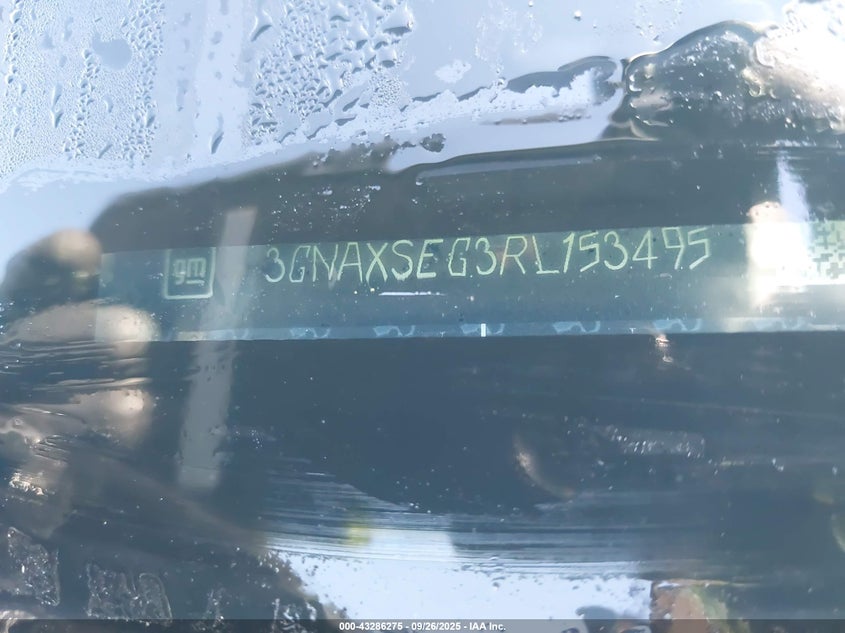 gm 3GNAXSEG3RL153495
000-43286275 - 09/26/2025 - IAA Inc.